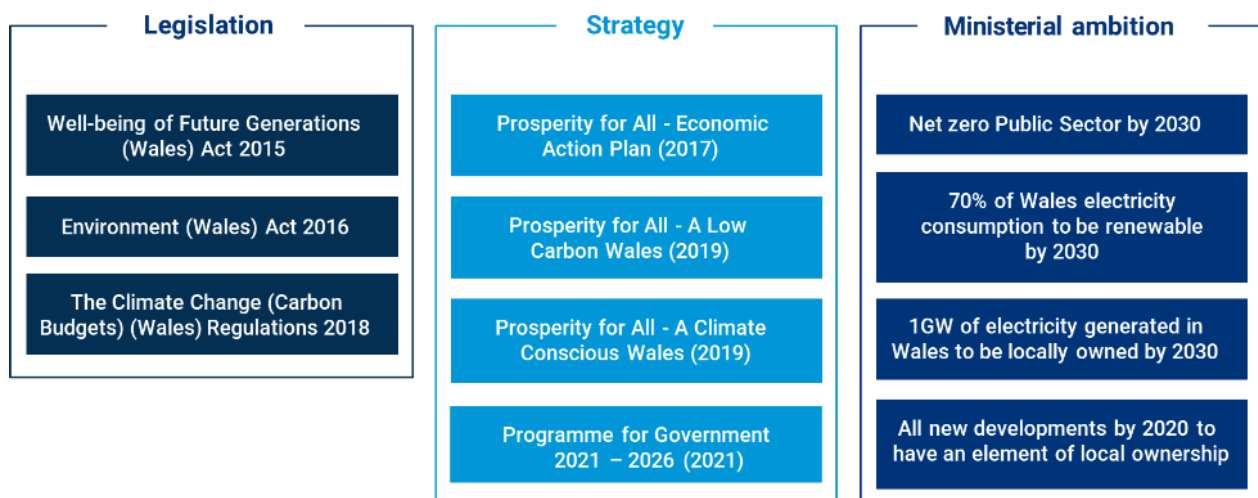 Legislation
Well-being of Future Generations
(Wales) Act 2015
Environment (Wales) Act 2016
The Climate Change (Carbon
Budgets) (Wales) Regulations 2018
Strategy
Prosperity for All - Economic
Action Plan (2017)
Prosperity for All - A Low
Carbon Wales (2019)
Prosperity for All - A Climate
Conscious Wales (2019)
Programme for Government
2021 – 2026 (2021)
Ministerial ambition
Net zero Public Sector by 2030
70% of Wales electricity
consumption to be renewable
by 2030
1GW of electricity generated in
Wales to be locally owned by 2030
All new developments by 2020 to
have an element of local ownership